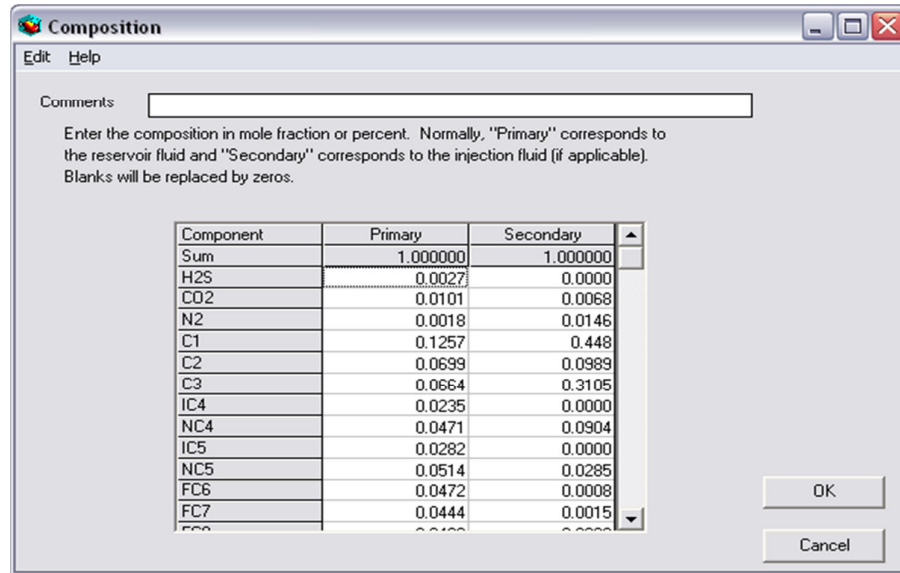 Composition
Edit Help
Comments
Enter the composition in mole fraction or percent. Normally, "Primary" corresponds to
the reservoir fluid and "Secondary" corresponds to the injection fluid (if applicable).
Blanks will be replaced by zeros.
Component Primary Secondary
Sum 1.000000 1.000000
H2S 0.0027 0.0000
CO2 0.0101 0.0068
N2 0.0018 0.0146
C1 0.1257 0.448
C2 0.0699 0.0989
C3 0.0664 0.3105
IC4 0.0235 0.0000
NC4 0.0471 0.0904
IC5 0.0282 0.0000
NC5 0.0514 0.0285
FC6 0.0472 0.0008
FC7 0.0444 0.0015
OK
Cancel